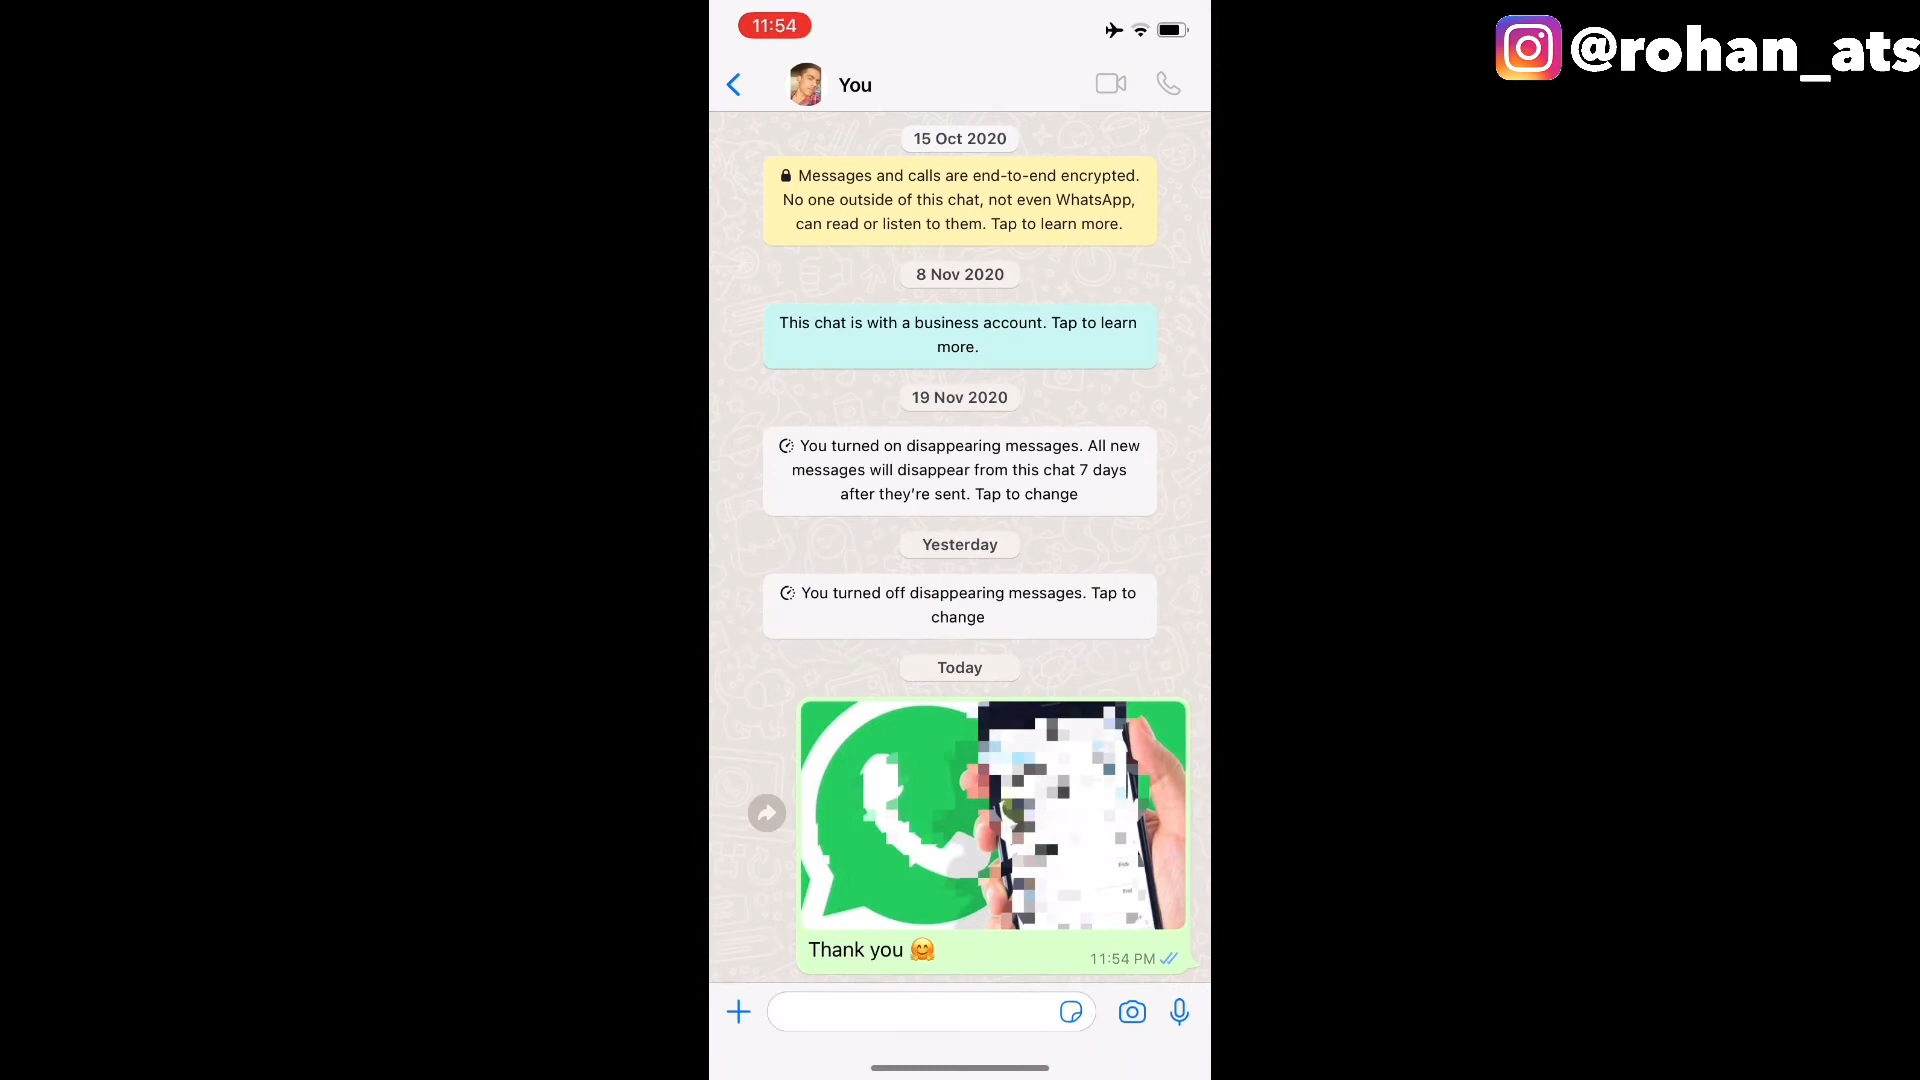 11:54
@rohan_ats
You
15 Oct 2020
Messages and calls are end-to-end encrypted.
No one outside of this chat, not even WhatsApp,
can read or listen to them. Tap to learn more.
8 Nov 2020
This chat is with a business account. Tap to learn
more.
19 Nov 2020
You turned on disappearing messages. All new
messages will disappear from this chat 7 days
after they’re sent. Tap to change
Yesterday
You turned off disappearing messages. Tap to
change
Today
Thank you 🤗
11:54 PM